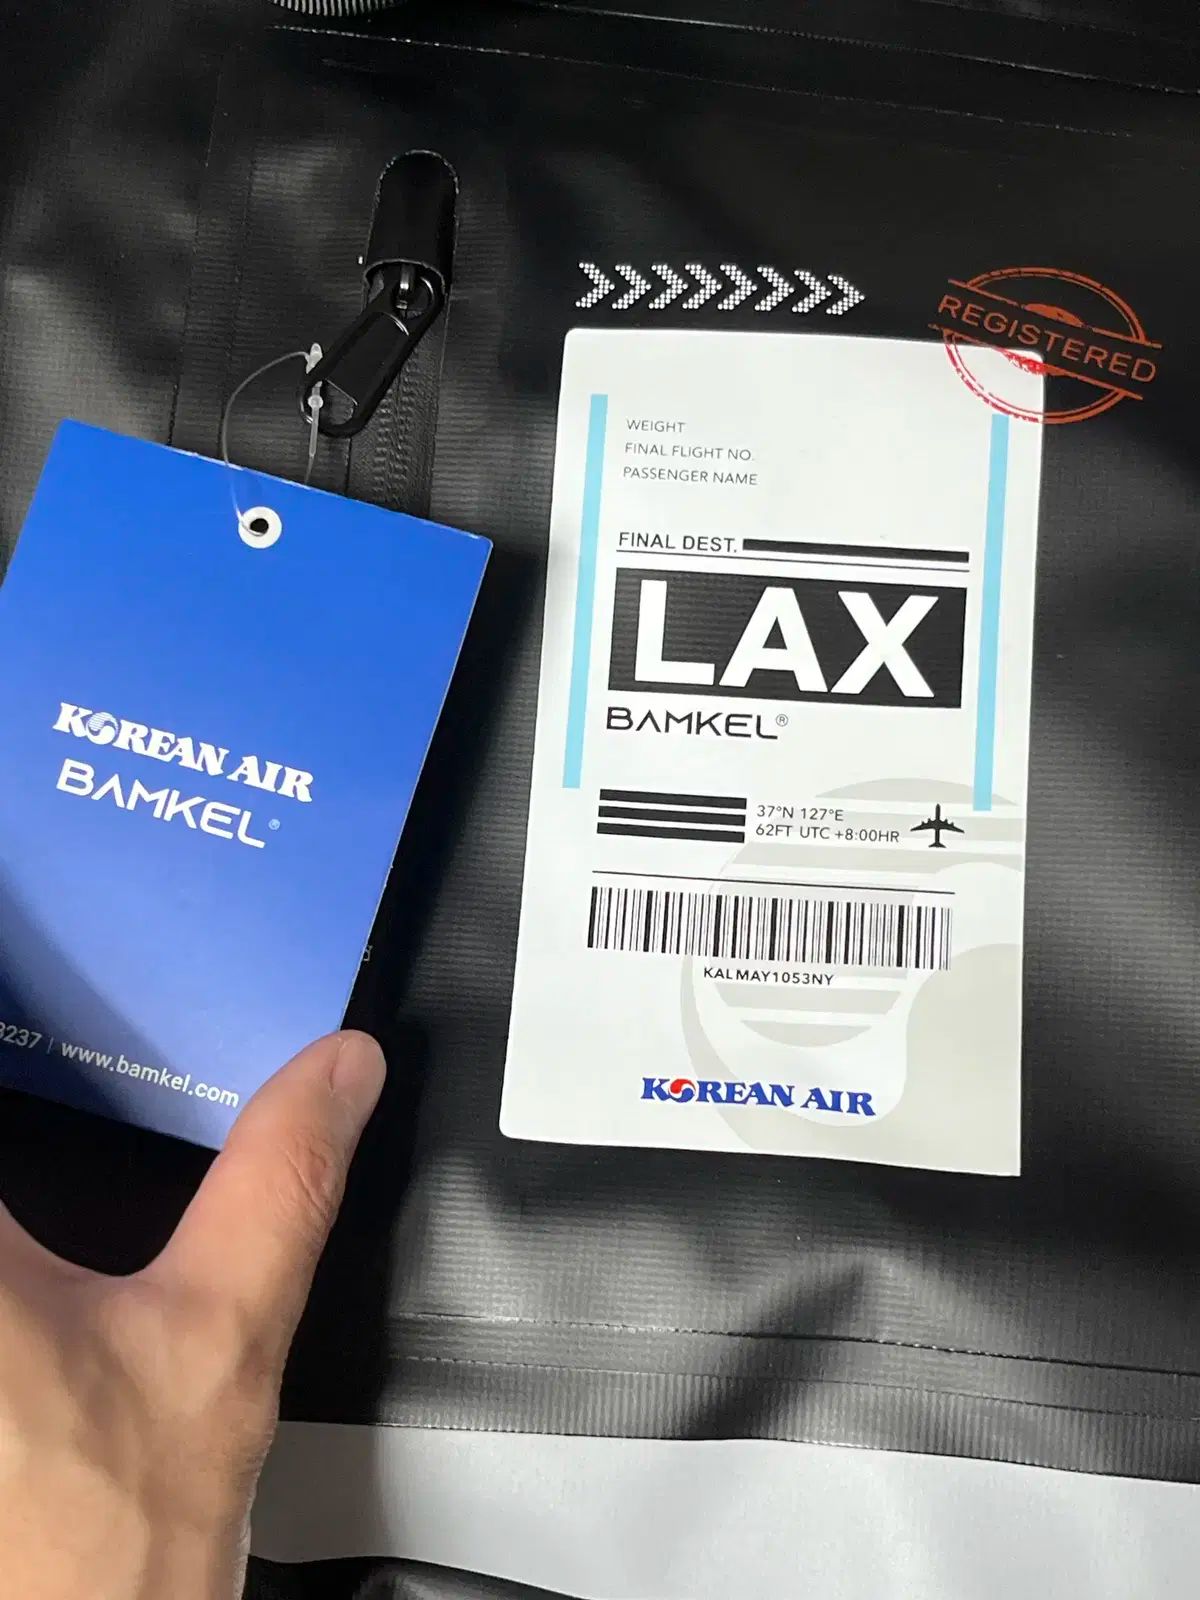 REGISTERED
WEIGHT
FINAL FLIGHT NO.
PASSENGER NAME
FINAL DEST.
LAX
BAMKEL®
37°N 127°E
62FT UTC +8:00HR
KALMAY1053NY
KOREAN AIR
KOREAN AIR
BAMKEL®
3237 | www.bamkel.com